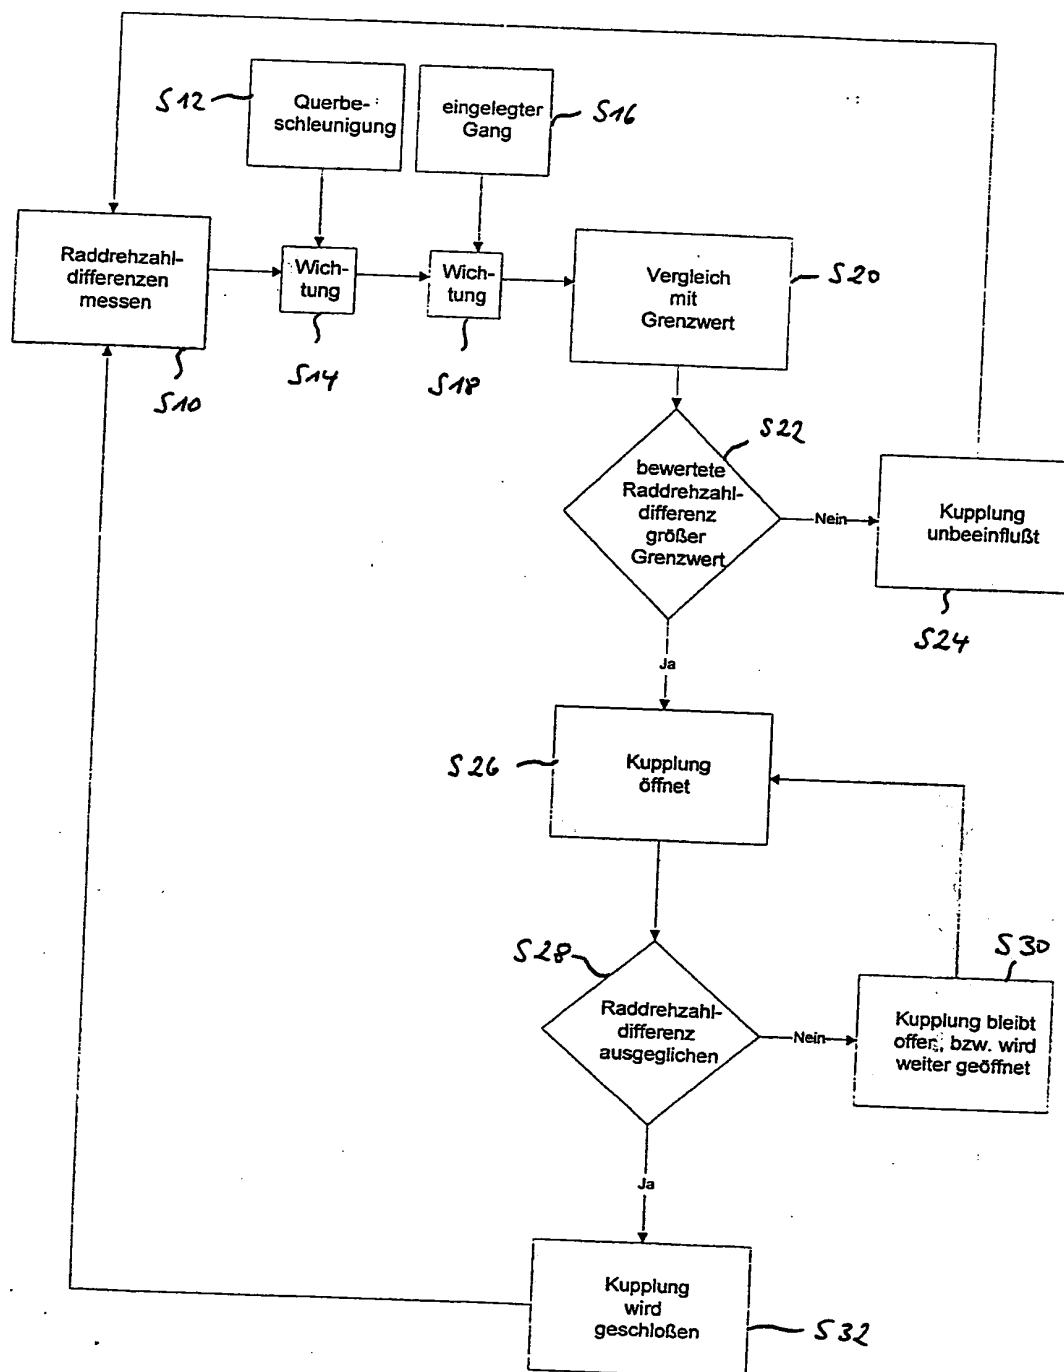 S12
Querbe-
schleunigung
eingelegter
Gang
S16
Raddrehzahl-
differenzen
messen
Wich-
tung
Wich-
tung
Vergleich
mit
Grenzwert
S20
S10
S14
S18
S22
bewertete
Raddrehzahl-
differenz
größer
Grenzwert
Nein
Kupplung
unbeeinflußt
S24
Ja
S26
Kupplung
öffnet
S28
Raddrehzahl-
differenz
ausgeglichen
Nein
S30
Kupplung bleibt
offen, bzw. wird
weiter geöffnet
Ja
Kupplung
wird
geschloßen
S32